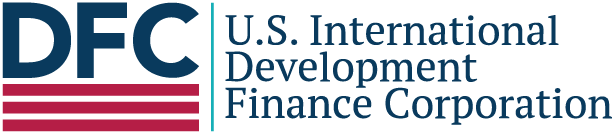 DFC
U.S. International
Development
Finance Corporation